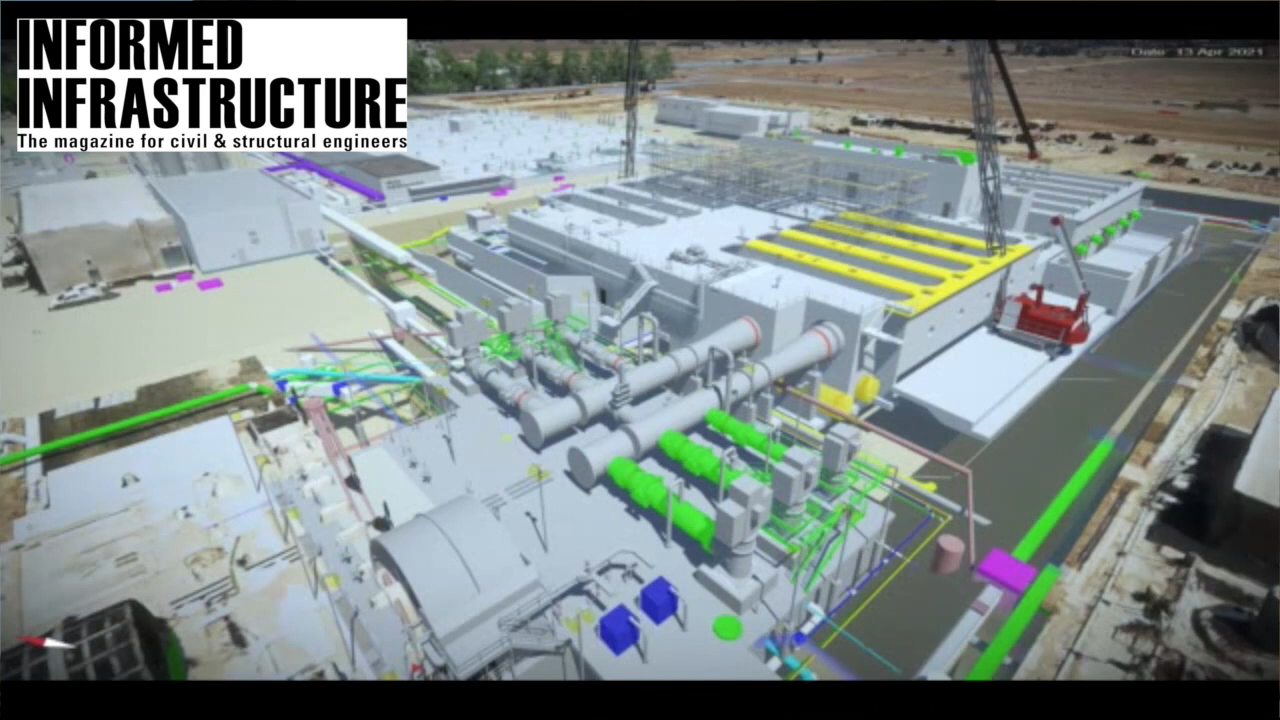 INFORMED
INFRASTRUCTURE
The magazine for civil & structural engineers
Date: 13 Apr 2021